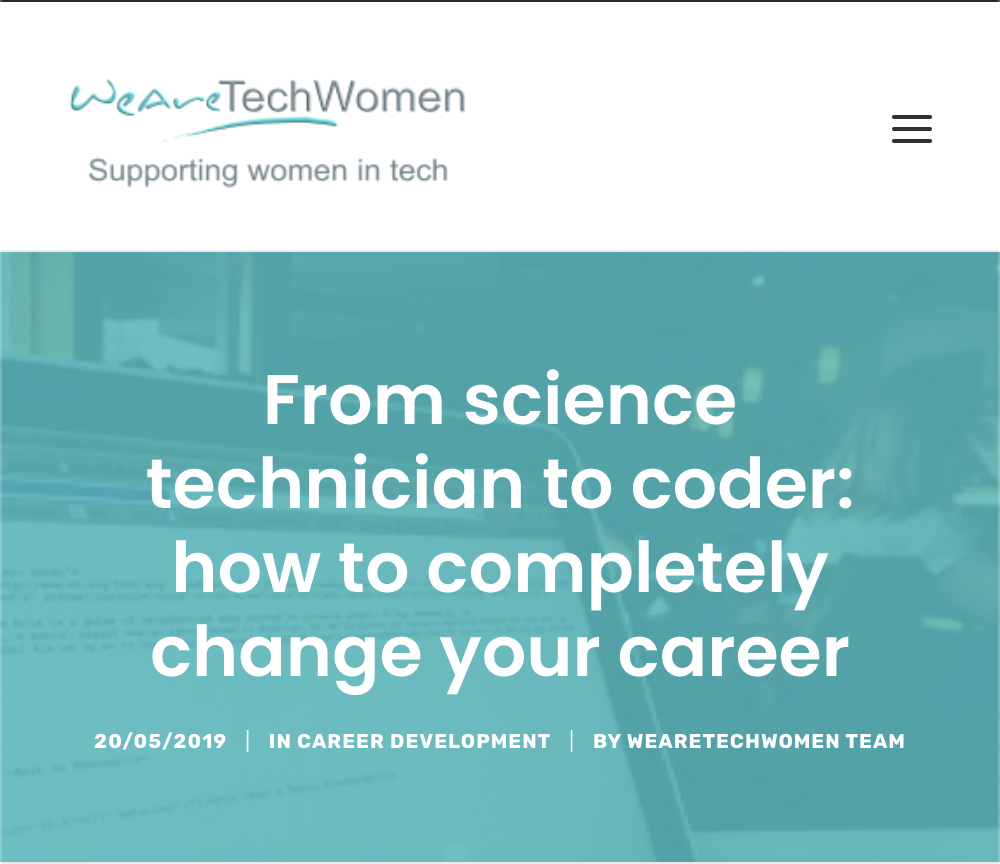 WeAreTechWomen
Supporting women in tech
From science
technician to coder:
how to completely
change your career
20/05/2019 | IN CAREER DEVELOPMENT | BY WEARETECHWOMEN TEAM